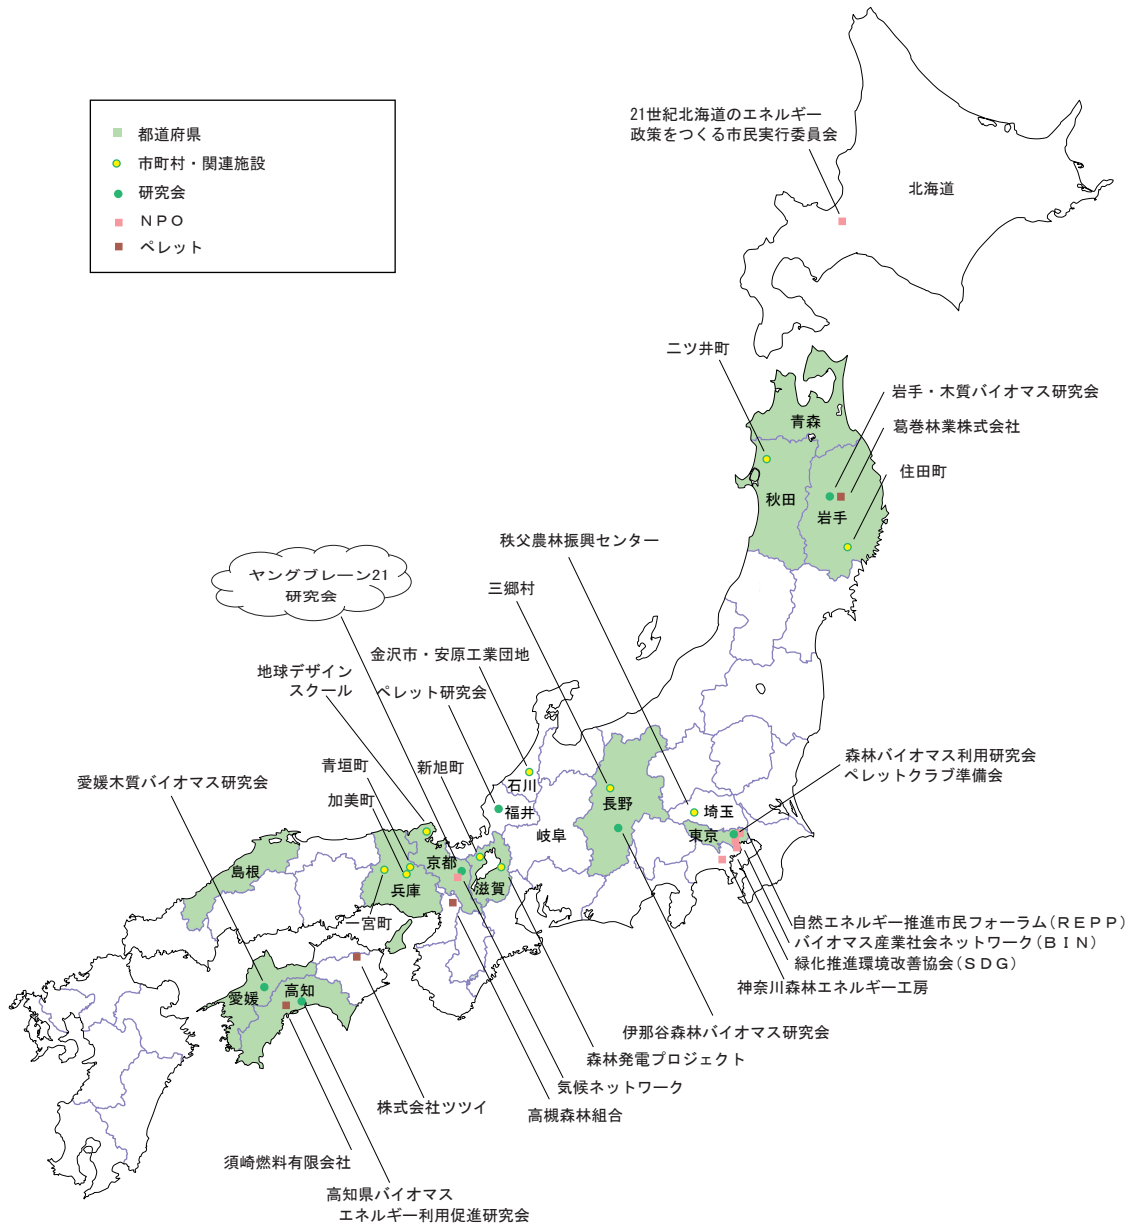 都道府県
市町村・関連施設
研究会
ＮＰＯ
ペレット
21世紀北海道のエネルギー
政策をつくる市民実行委員会
北海道
二ツ井町
岩手・木質バイオマス研究会
青森
葛巻林業株式会社
住田町
秋田
岩手
秩父農林振興センター
ヤングブレーン21
研究会
三郷村
金沢市・安原工業団地
地球デザイン
スクール
ペレット研究会
森林バイオマス利用研究会
ペレットクラブ準備会
新旭町
青垣町
愛媛木質バイオマス研究会
加美町
石川
長野
福井
埼玉
岐阜
東京
京都
島根
兵庫
滋賀
一宮町
自然エネルギー推進市民フォーラム(ＲＥＰＰ)
バイオマス産業社会ネットワーク(ＢＩＮ)
緑化推進環境改善協会(ＳＤＧ)
神奈川森林エネルギー工房
愛媛
高知
伊那谷森林バイオマス研究会
森林発電プロジェクト
気候ネットワーク
株式会社ツツイ
高槻森林組合
須崎燃料有限会社
高知県バイオマス
エネルギー利用促進研究会